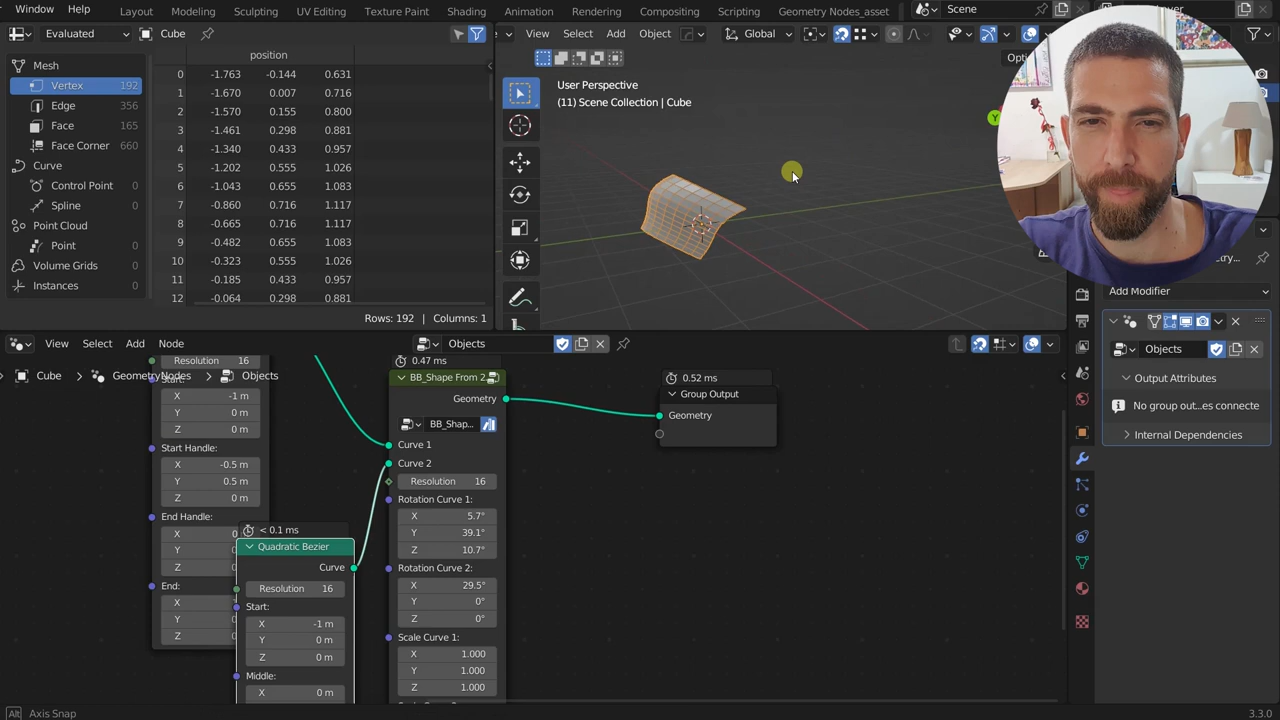 Window Help
Layout Modeling Sculpting UV Editing Texture Paint Shading Animation Rendering Compositing Scripting Geometry Nodes_asset
Scene
Evaluated
Cube
View Select Add Object
Global
Mesh
Vertex 192
Edge 356
Face 165
Face Corner 660
Curve
Control Point 0
Spline 0
Point Cloud
Point 0
Volume Grids 0
Instances 0
position
0 -1.763 -0.144 0.631
1 -1.670 0.007 0.716
2 -1.570 0.155 0.800
3 -1.461 0.298 0.881
4 -1.340 0.433 0.957
5 -1.202 0.555 1.026
6 -1.043 0.655 1.083
7 -0.860 0.716 1.117
8 -0.665 0.716 1.117
9 -0.482 0.655 1.083
10 -0.323 0.555 1.026
11 -0.185 0.433 0.957
12 -0.064 0.298 0.881
Rows: 192 | Columns: 1
Opti
User Perspective
(11) Scene Collection | Cube
Y
Add Modifier
Objects
Output Attributes
No group out...es connecte
Internal Dependencies
View Select Add Node
Objects
Cube
GeometryNodes
Objects
Resolution 16
Start:
X -1 m
Y 0 m
Z 0 m
Start Handle:
X -0.5 m
Y 0.5 m
Z 0 m
End Handle:
X 0
Y
Z
End:
X
Y
Z
< 0.1 ms
Quadratic Bezier
Curve
Resolution 16
Start:
X -1 m
Y 0 m
Z 0 m
Middle:
X 0 m
0.47 ms
BB_Shape From 2...
Geometry
BB_Shap...
Curve 1
Curve 2
Resolution 16
Rotation Curve 1:
X 5.7°
Y 39.1°
Z 10.7°
Rotation Curve 2:
X 29.5°
Y 0°
Z 0°
Scale Curve 1:
X 1.000
Y 1.000
Z 1.000
0.52 ms
Group Output
Geometry
Alt Axis Snap
3.3.0